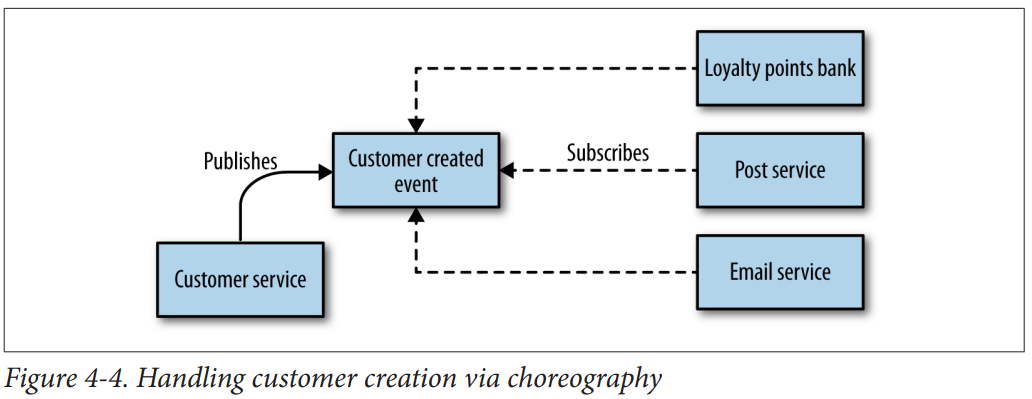 Loyalty points bank
Publishes
Customer created
event
Subscribes
Post service
Customer service
Email service
Figure 4-4. Handling customer creation via choreography